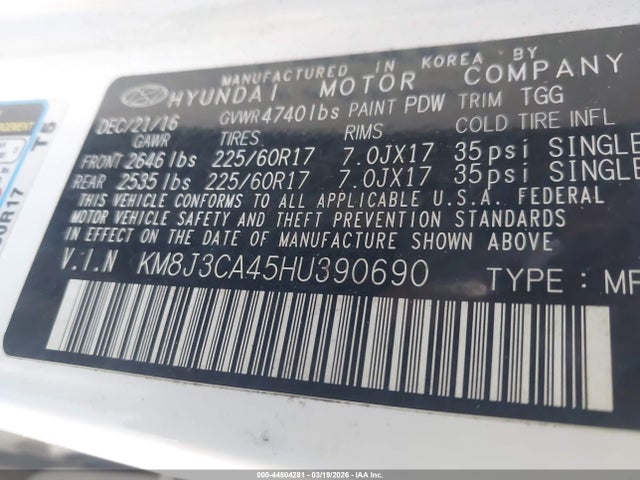 MANUFACTURED IN KOREA BY
HYUNDAI MOTOR COMPANY
DEC/21/16 GVWR 4740lbs PAINT PDW TRIM TGG
GAWR TIRES RIMS COLD TIRE INFL
FRONT 2646lbs 225/60R17 7.0JX17 35psi SINGLE
REAR 2535lbs 225/60R17 7.0JX17 35psi SINGLE
THIS VEHICLE CONFORMS TO ALL APPLICABLE U.S.A. FEDERAL
MOTOR VEHICLE SAFETY AND THEFT PREVENTION STANDARDS
IN EFFECT ON THE DATE OF MANUFACTURE SHOWN ABOVE
V.I.N KM8J3CA45HU390690 TYPE : MP
000-44504281 - 03/19/2026 - IAA Inc.